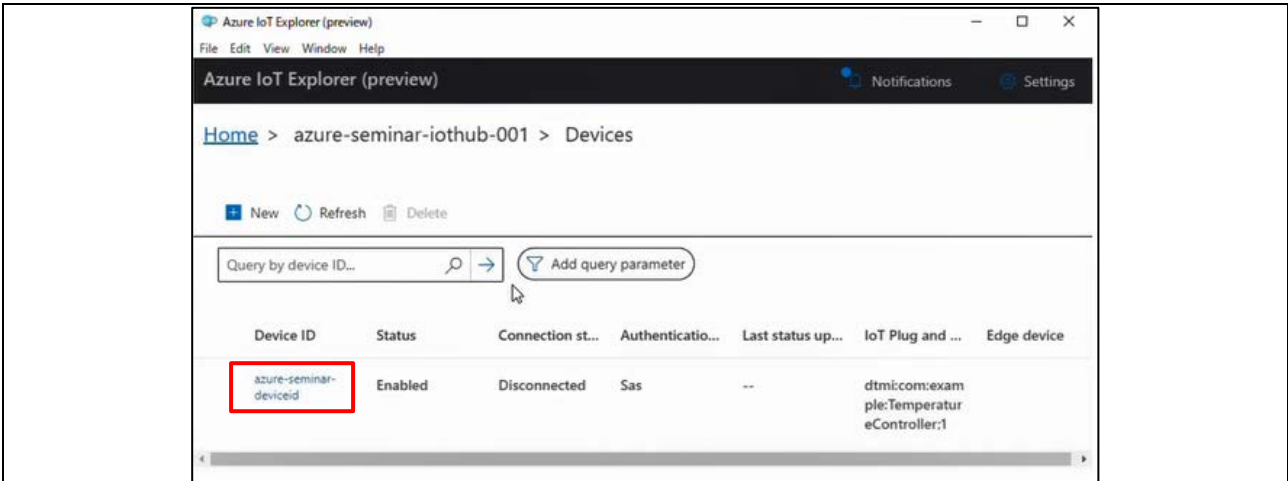 Azure IoT Explorer (preview)
File Edit View Window Help
Azure IoT Explorer (preview) Notifications Settings
Home > azure-seminar-iothub-001 > Devices
New Refresh Delete
Query by device ID... Add query parameter
Device ID Status Connection st... Authenticatio... Last status up... IoT Plug and ... Edge device
azure-seminar- Enabled Disconnected Sas -- dtmi:com:exam
deviceid ple:Temperatur
eController;1